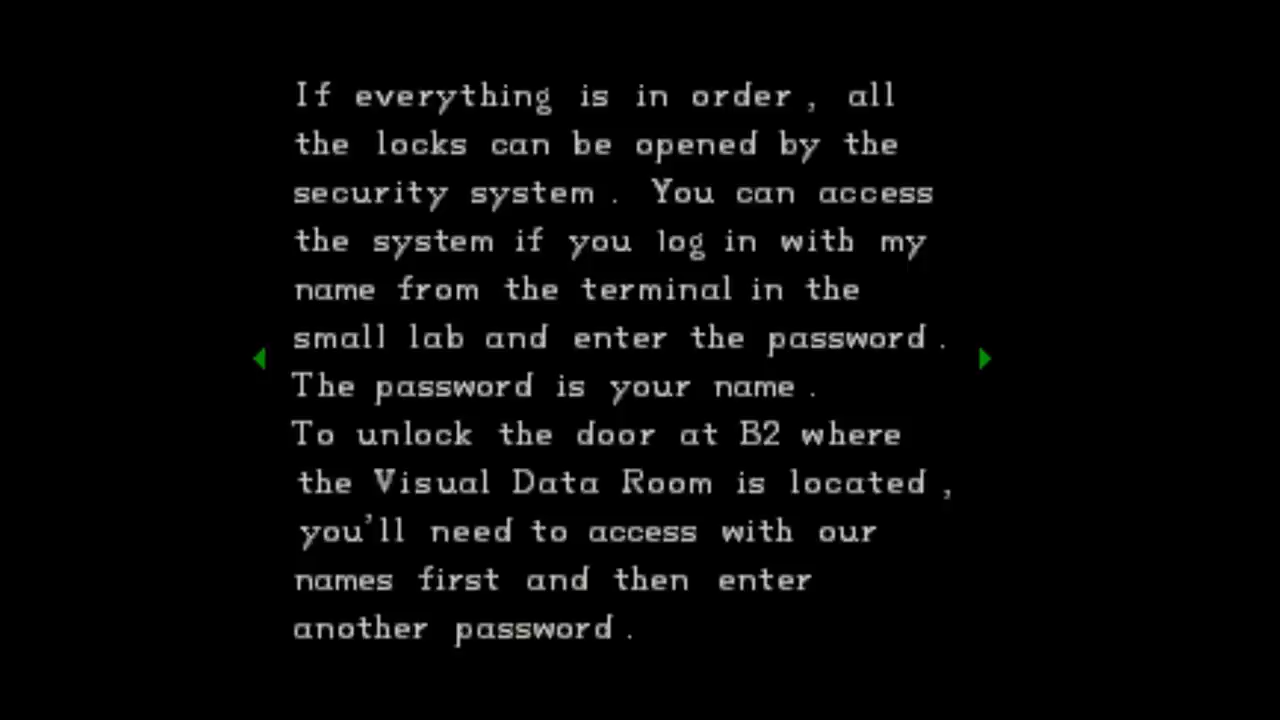 If everything is in order, all
the locks can be opened by the
security system. You can access
the system if you log in with my
name from the terminal in the
small lab and enter the password.
The password is your name.
To unlock the door at B2 where
the Visual Data Room is located,
you'll need to access with our
names first and then enter
another password.